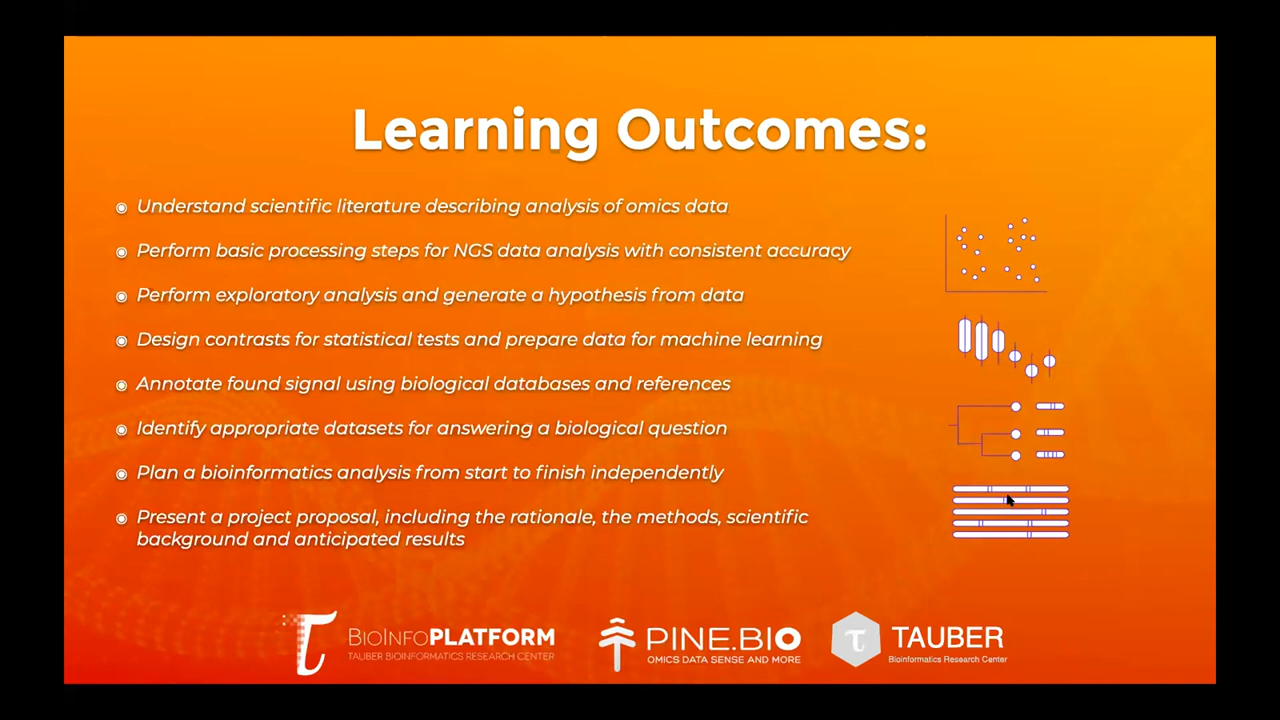 Learning Outcomes:
Understand scientific literature describing analysis of omics data
Perform basic processing steps for NGS data analysis with consistent accuracy
Perform exploratory analysis and generate a hypothesis from data
Design contrasts for statistical tests and prepare data for machine learning
Annotate found signal using biological databases and references
Identify appropriate datasets for answering a biological question
Plan a bioinformatics analysis from start to finish independently
Present a project proposal, including the rationale, the methods, scientific
background and anticipated results
BIOINFOPLATFORM
TAUBER BIOINFORMATICS RESEARCH CENTER
PINE.BIO
OMICS DATA SENSE AND MORE
τ
TAUBER
Bioinformatics Research Center